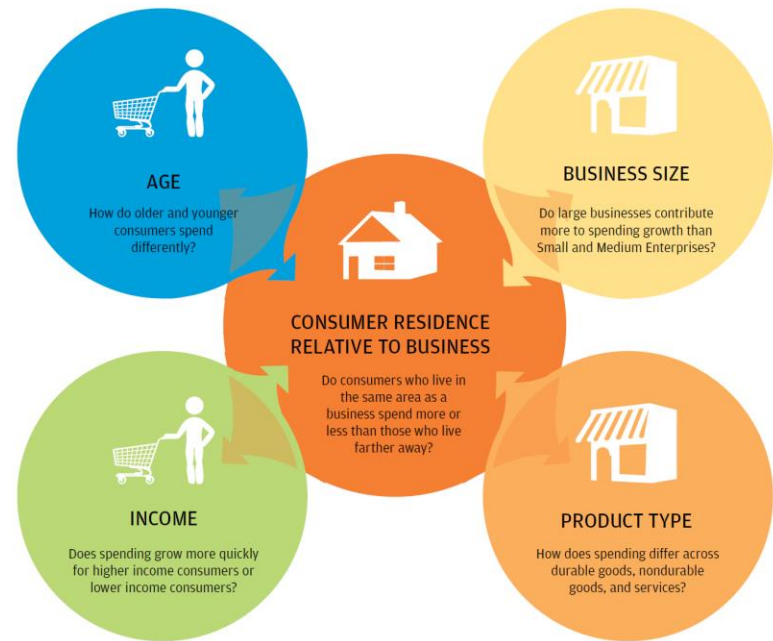 AGE
How do older and younger
consumers spend
differently?
BUSINESS SIZE
Do large businesses contribute
more to spending growth than
Small and Medium Enterprises?
CONSUMER RESIDENCE
RELATIVE TO BUSINESS
Do consumers who live in
the same area as a
business spend more or
less than those who live
farther away?
INCOME
Does spending grow more quickly
for higher income consumers or
lower income consumers?
PRODUCT TYPE
How does spending differ across
durable goods, nondurable
goods, and services?